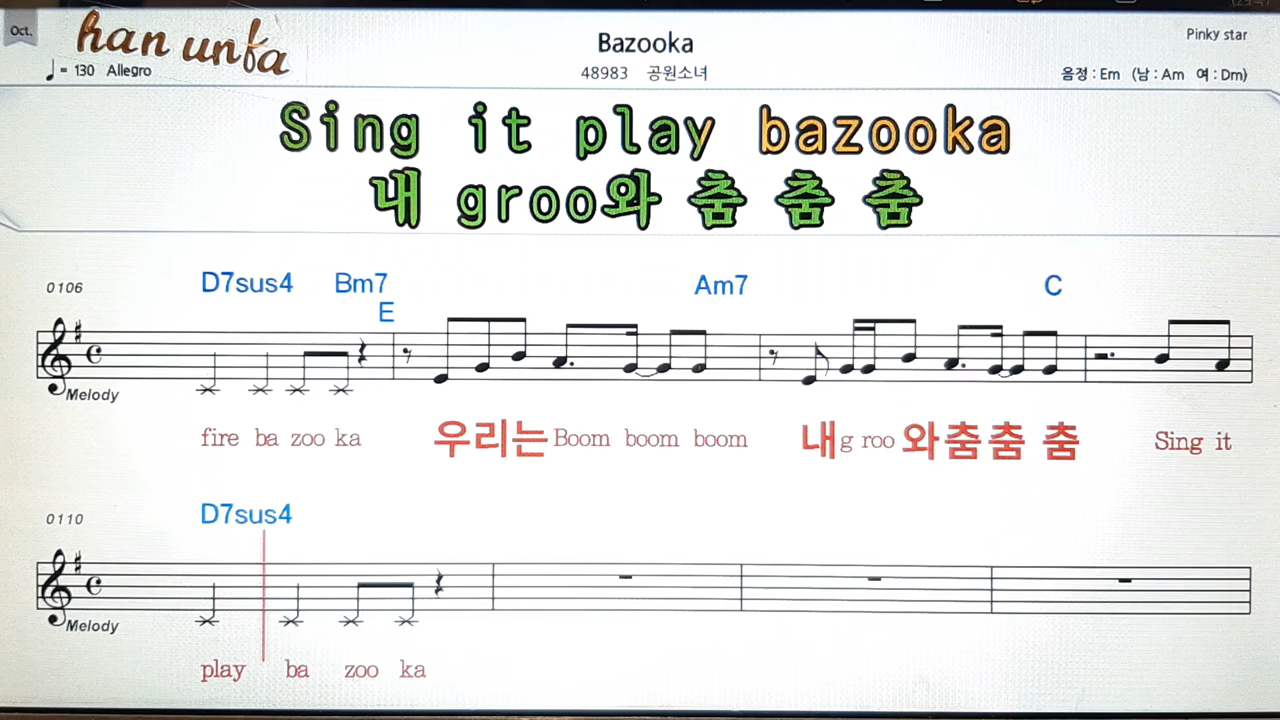 Oct.
han unfa
Bazooka
Pinky star
= 130 Allegro
48983 공원소녀
음정 : Em (남 : Am 여 : Dm)
Sing it play bazooka
내 groo와 춤 춤 춤
0106
D7sus4 Bm7 E Am7 C
Melody
fire ba zoo ka 우리는 Boom boom boom 내 g roo 와 춤 춤 춤 Sing it
0110
D7sus4
Melody
play ba zoo ka